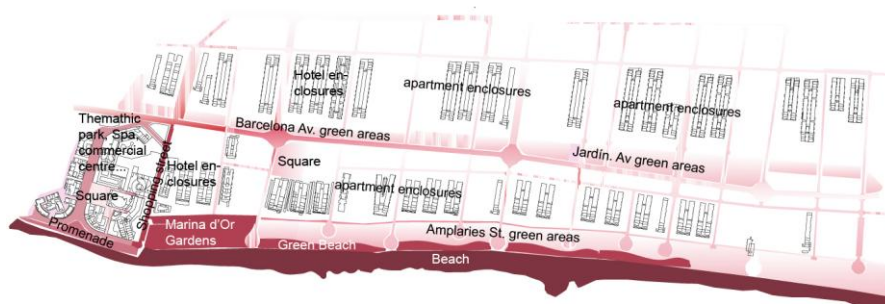 Hotel en-
closures
apartment enclosures
apartment enclosures
Themathic
park, Spa,
commercial
centre
Barcelona Av. green areas
Jardín. Av green areas
Shopping street
Hotel en-
closures
Square
Square
apartment enclosures
Promenade
Marina d'Or
Gardens
Green Beach
Amplaries St. green areas
Beach